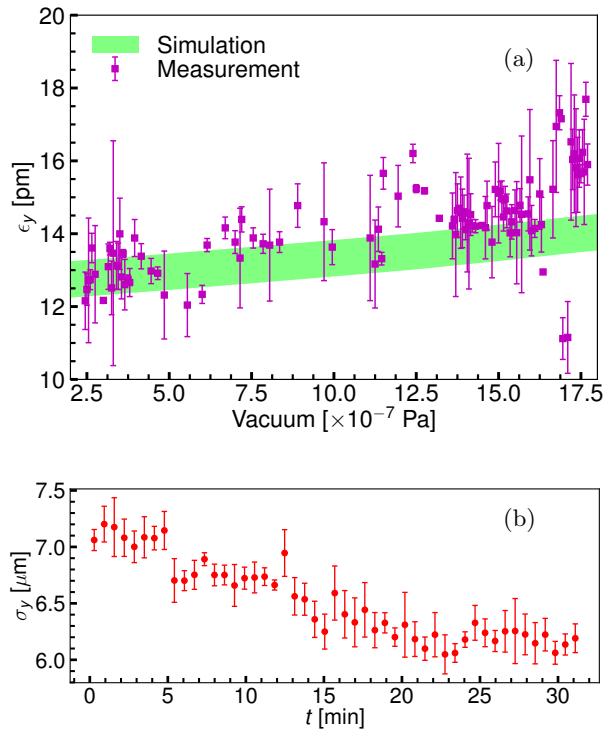 20
18
16
14
12
10
ϵy [pm]
Simulation
Measurement
(a)
2.5 5.0 7.5 10.0 12.5 15.0 17.5
Vacuum [×10⁻⁷ Pa]
7.5
7.0
6.5
6.0
σy [μm]
(b)
0 5 10 15 20 25 30
t [min]